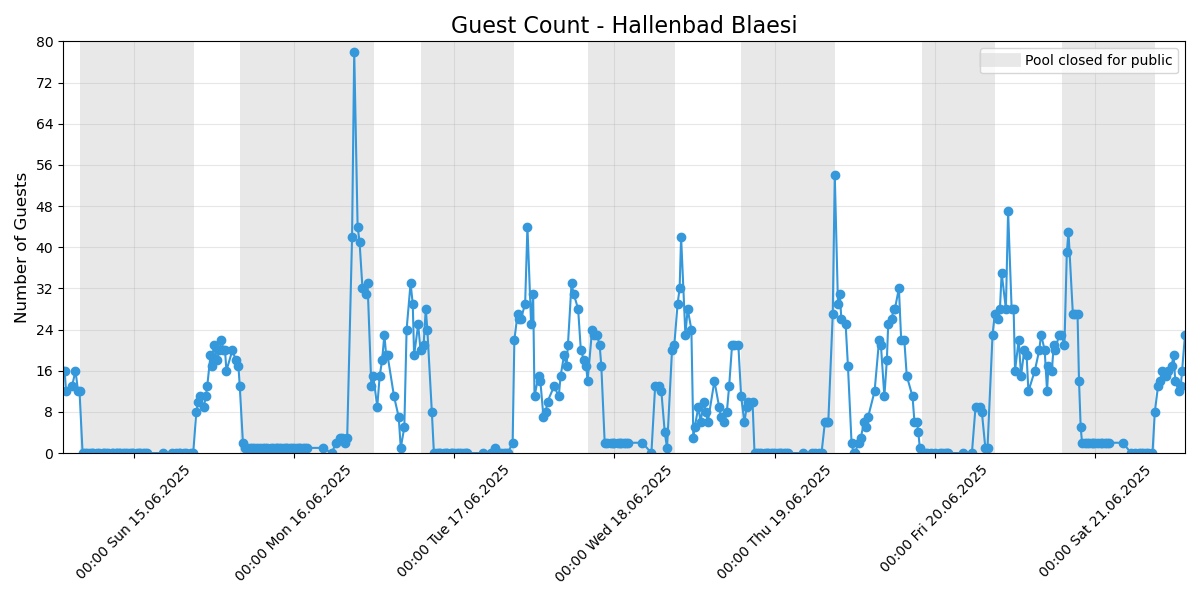 Guest Count - Hallenbad Blaesi
Pool closed for public
Number of Guests
80
72
64
56
48
40
32
24
16
8
0
00:00 Sun 15.06.2025
00:00 Mon 16.06.2025
00:00 Tue 17.06.2025
00:00 Wed 18.06.2025
00:00 Thu 19.06.2025
00:00 Fri 20.06.2025
00:00 Sat 21.06.2025